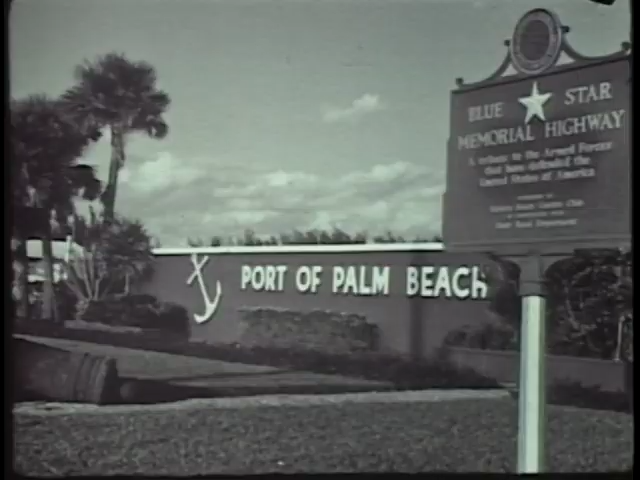 BLUE STAR
MEMORIAL HIGHWAY
A tribute to the Armed Forces
that have defended the
United States of America
PORT OF PALM BEACH